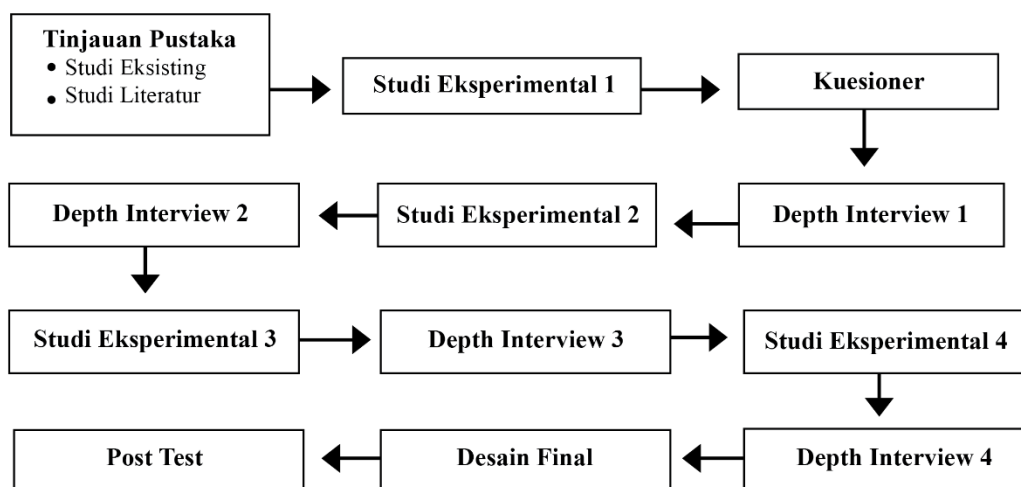 Tinjauan Pustaka
• Studi Eksisting
• Studi Literatur
Studi Eksperimental 1
Kuesioner
Depth Interview 1
Studi Eksperimental 2
Depth Interview 2
Studi Eksperimental 3
Depth Interview 3
Studi Eksperimental 4
Depth Interview 4
Desain Final
Post Test